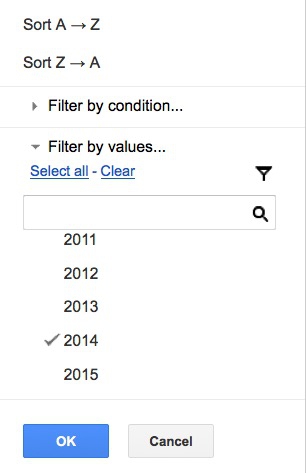 Sort A → Z
Sort Z → A
Filter by condition...
Filter by values...
Select all - Clear
2011
2012
2013
2014
2015
OK Cancel